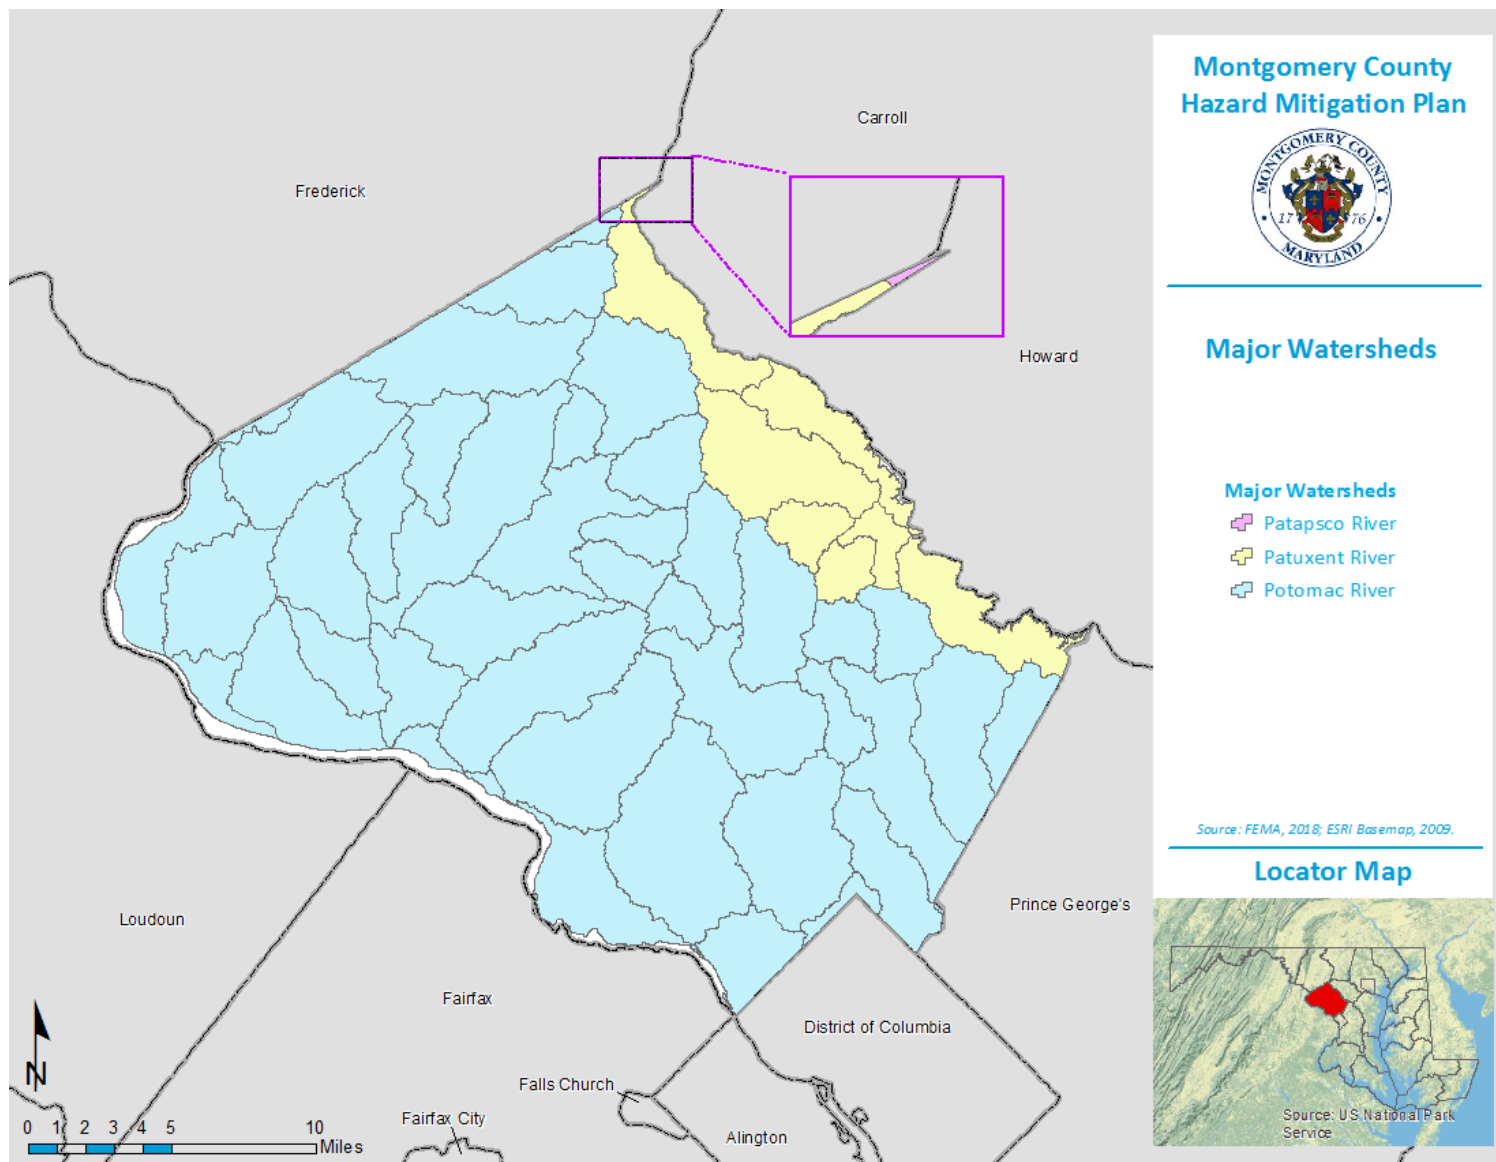 Montgomery County
Hazard Mitigation Plan
MONTGOMERY COUNTY
17 76
MARYLAND
Major Watersheds
Major Watersheds
Patapsco River
Patuxent River
Potomac River
Source: FEMA, 2018; ESRI Basemap, 2009.
Locator Map
Source: US National Park
Service
Carroll
Frederick
Howard
Prince George's
Loudoun
Fairfax
District of Columbia
Falls Church
Fairfax City
Alington
N
0 1 2 3 4 5 10
Miles